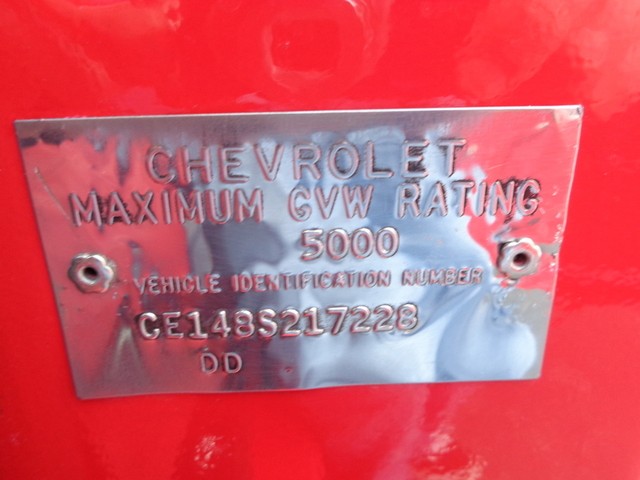 CHEVROLET
MAXIMUM GVW RATING
5000
VEHICLE IDENTIFICATION NUMBER
CE148S217228
DD